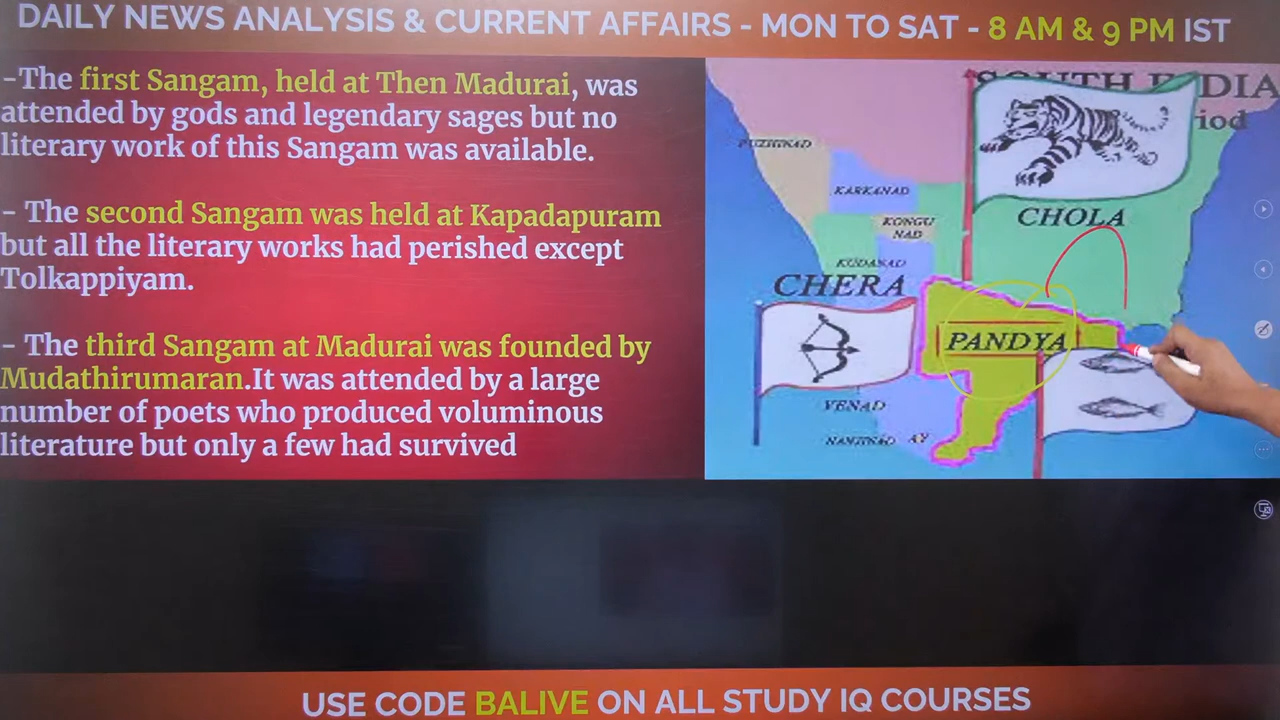 DAILY NEWS ANALYSIS & CURRENT AFFAIRS - MON TO SAT - 8 AM & 9 PM IST
-The first Sangam, held at Then Madurai, was
attended by gods and legendary sages but no
literary work of this Sangam was available.
- The second Sangam was held at Kapadapuram
but all the literary works had perished except
Tolkappiyam.
- The third Sangam at Madurai was founded by
Mudathirumaran.It was attended by a large
number of poets who produced voluminous
literature but only a few had survived
SOUTH INDIA
iod
PUZHINAD
KARKANAD
KONGU
NAD
CHOLA
KUDANAD
CHERA
PANDYA
VENAD
NANJINAD AY
USE CODE BALIVE ON ALL STUDY IQ COURSES